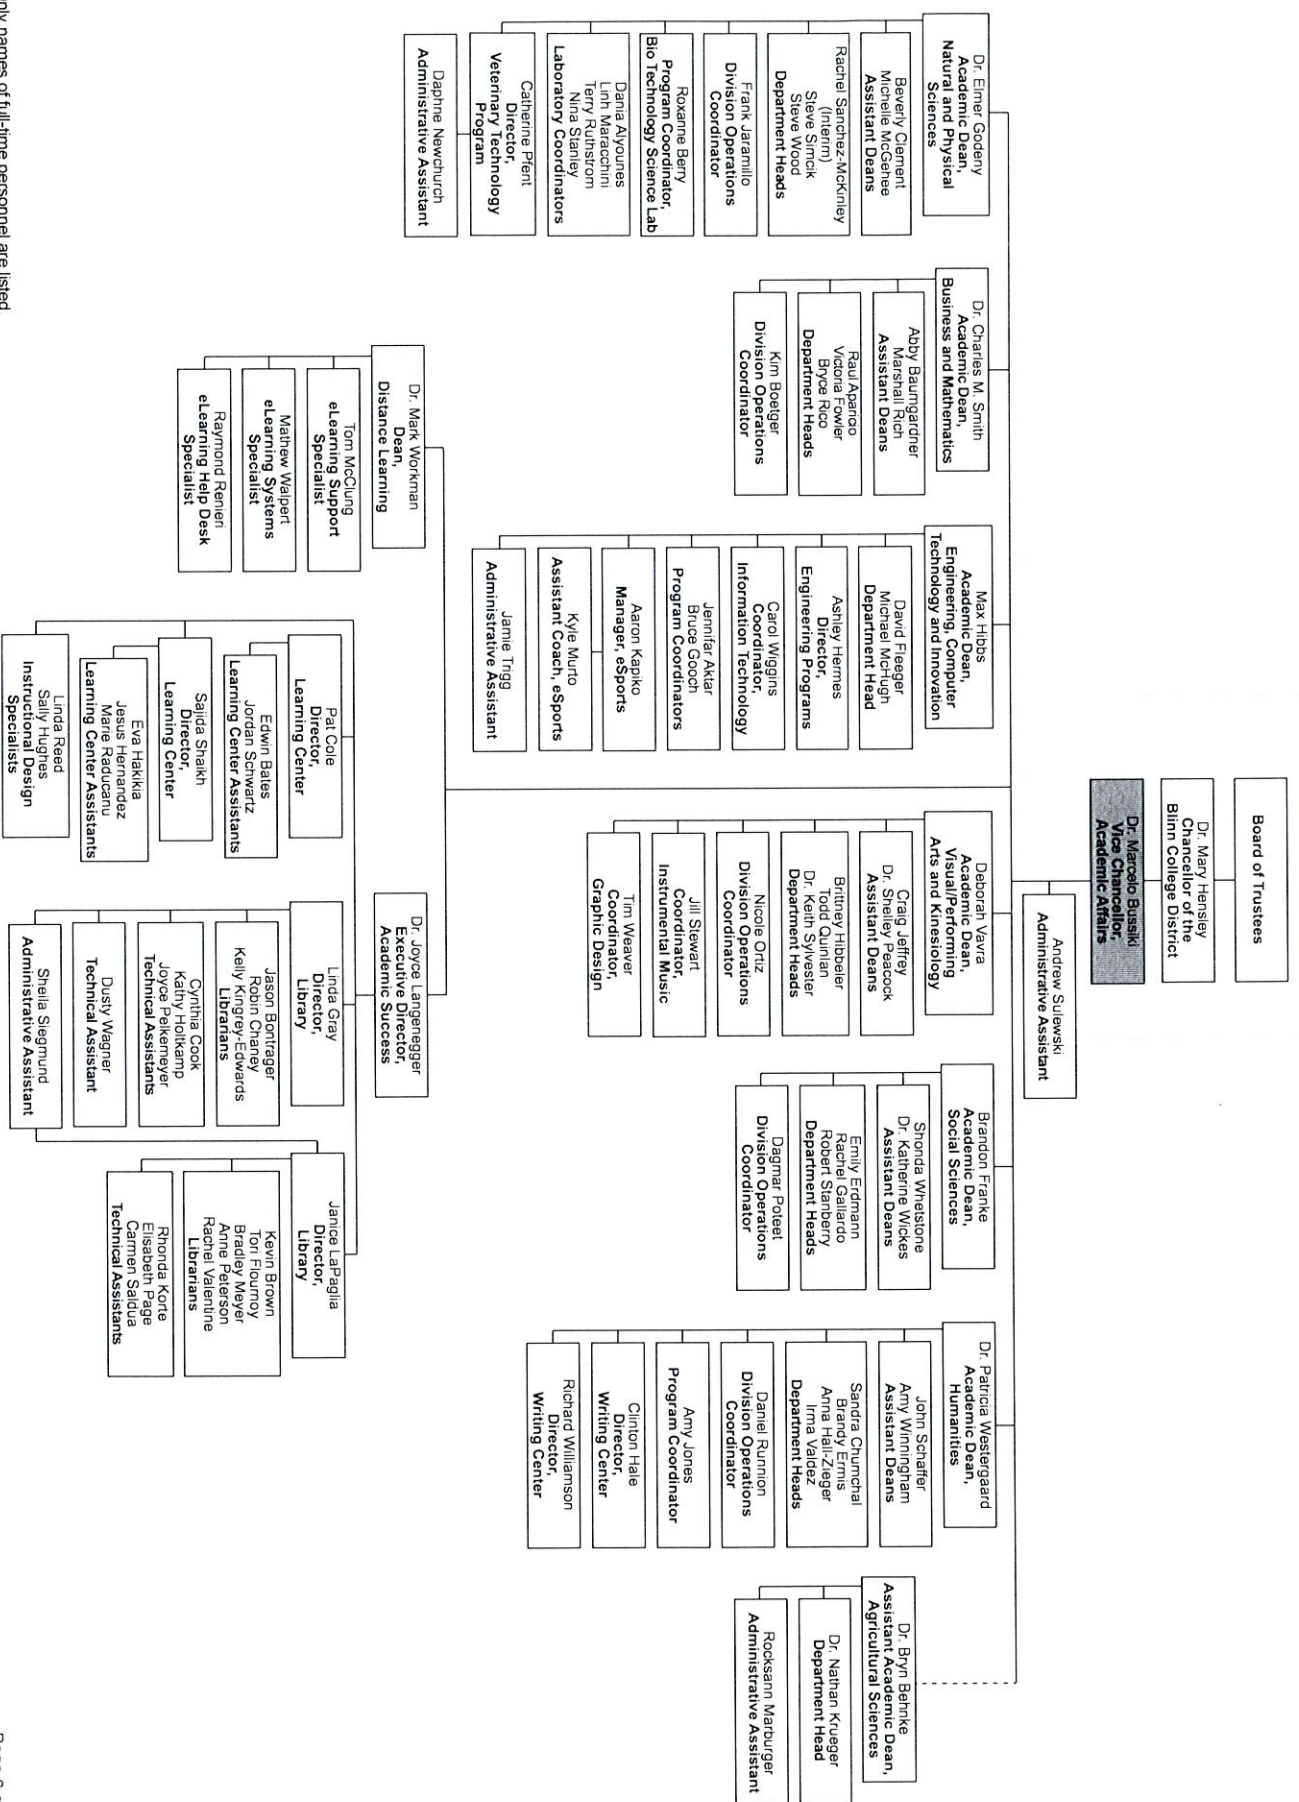 Board of Trustees
Dr. Mary Hensley
Chancellor of the
Blinn College District
Dr. Marcelo Bussiki
Vice Chancellor,
Academic Affairs
Andrew Sulewski
Administrative Assistant
Dr. Elmer Godeny
Academic Dean,
Natural and Physical
Sciences
Beverly Clement
Michelle McGehee
Assistant Deans
Rachel Sanchez-McKinley
(Interim)
Steve Simcik
Steve Wood
Department Heads
Frank Jaramillo
Division Operations
Coordinator
Roxanne Berry
Program Coordinator,
Bio Technology Science Lab
Dania Alyounes
Linh Maracchini
Terry Ruthstrom
Nina Stanley
Laboratory Coordinators
Catherine Pfent
Director,
Veterinary Technology
Program
Daphne Newchurch
Administrative Assistant
Dr. Charles M. Smith
Academic Dean,
Business and Mathematics
Abby Baumgardner
Marshall Rich
Assistant Deans
Raul Aparicio
Victoria Fowler
Bryce Rico
Department Heads
Kim Boetger
Division Operations
Coordinator
Max Hibbs
Academic Dean,
Engineering, Computer
Technology and Innovation
David Fleeger
Michael McHugh
Department Head
Ashley Hermes
Director,
Engineering Programs
Carol Wiggins
Coordinator,
Information Technology
Jennifar Aktar
Bruce Gooch
Program Coordinators
Aaron Kapiko
Manager, eSports
Kyle Murto
Assistant Coach, eSports
Jamie Trigg
Administrative Assistant
Deborah Vavra
Academic Dean,
Visual/Performing
Arts and Kinesiology
Craig Jeffrey
Dr. Shelley Peacock
Assistant Deans
Brittney Hibbeler
Todd Quinlan
Dr. Keith Sylvester
Department Heads
Nicole Ortiz
Division Operations
Coordinator
Jill Stewart
Coordinator,
Instrumental Music
Tim Weaver
Coordinator,
Graphic Design
Brandon Franke
Academic Dean,
Social Sciences
Shonda Whetstone
Dr. Katherine Wickes
Assistant Deans
Emily Erdmann
Rachel Gallardo
Robert Stanberry
Department Heads
Dagmar Poteet
Division Operations
Coordinator
Dr. Patricia Westergaard
Academic Dean,
Humanities
John Schaffer
Amy Winningham
Assistant Deans
Sandra Chumchal
Brandy Ermis
Anna Hall-Zieger
Irma Valdez
Department Heads
Daniel Runnion
Division Operations
Coordinator
Amy Jones
Program Coordinator
Clinton Hale
Director,
Writing Center
Richard Williamson
Director,
Writing Center
Dr. Bryn Behnke
Assistant Academic Dean,
Agricultural Sciences
Dr. Nathan Krueger
Department Head
Rocksann Marburger
Administrative Assistant
Dr. Mark Workman
Dean,
Distance Learning
Tom McClung
eLearning Support
Specialist
Mathew Walpert
eLearning Systems
Specialist
Raymond Renieri
eLearning Help Desk
Specialist
Dr. Joyce Langenegger
Executive Director,
Academic Success
Pat Cole
Director,
Learning Center
Edwin Bates
Jordan Schwartz
Learning Center Assistants
Sajida Shaikh
Director,
Learning Center
Eva Hakikia
Jesus Hernandez
Marie Raducanu
Learning Center Assistants
Linda Reed
Sally Hughes
Instructional Design
Specialists
Linda Gray
Director,
Library
Jason Bontrager
Robin Chaney
Kelly Kingrey-Edwards
Librarians
Cynthia Cook
Kathy Holtkamp
Joyce Pelkemeyer
Technical Assistants
Dusty Wagner
Technical Assistant
Sheila Siegmund
Administrative Assistant
Janice LaPaglia
Director,
Library
Kevin Brown
Tori Flournoy
Bradley Meyer
Anne Peterson
Rachel Valentine
Librarians
Rhonda Korte
Elisabeth Page
Carmen Saldua
Technical Assistants
names of full-time personnel are listed.